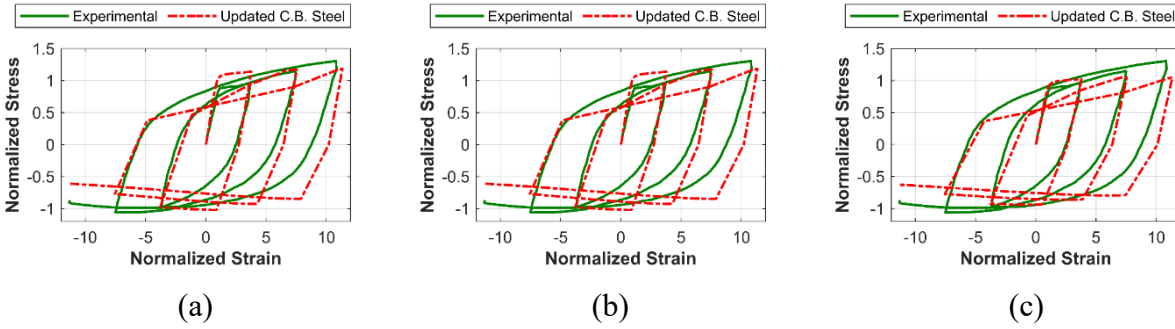 Experimental Updated C.B. Steel
Normalized Stress
1.5
1
0.5
0
-0.5
-1
-10 -5 0 5 10
Normalized Strain
(a)
Experimental Updated C.B. Steel
Normalized Stress
1.5
1
0.5
0
-0.5
-1
-10 -5 0 5 10
Normalized Strain
(b)
Experimental Updated C.B. Steel
Normalized Stress
1.5
1
0.5
0
-0.5
-1
-10 -5 0 5 10
Normalized Strain
(c)